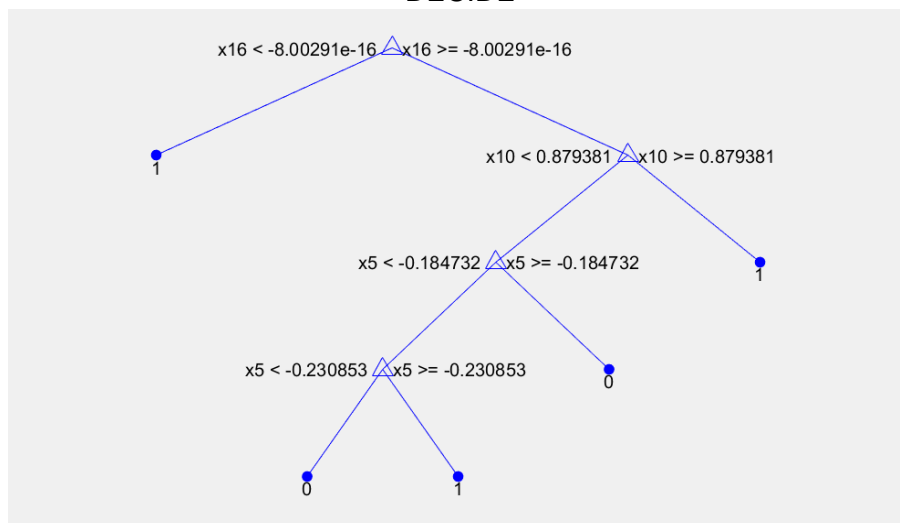 x16 < -8.00291e-16 x16 >= -8.00291e-16
1
x10 < 0.879381 x10 >= 0.879381
x5 < -0.184732 x5 >= -0.184732
1
x5 < -0.230853 x5 >= -0.230853
0
0
1